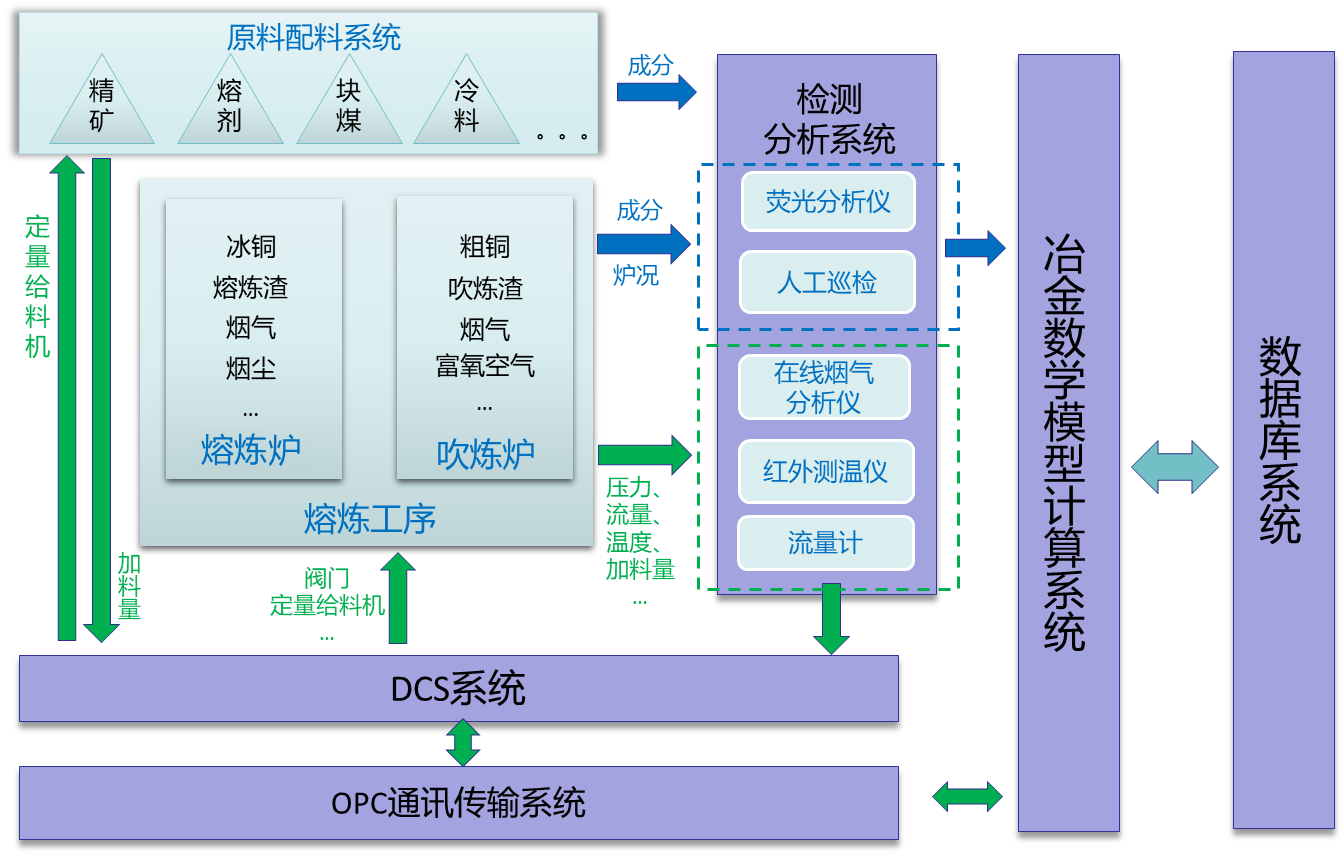 原料配料系统
精
矿
熔
剂
块
煤
冷
料
。。。
成分
检测
分析系统
荧光分析仪
人工巡检
在线烟气
分析仪
红外测温仪
流量计
定
量
给
料
机
冰铜
熔炼渣
烟气
烟尘
...
熔炼炉
粗铜
吹炼渣
烟气
富氧空气
...
吹炼炉
熔炼工序
成分
炉况
压力、
流量、
温度、
加料量
...
加
料
量
阀门
定量给料机
...
DCS系统
OPC通讯传输系统
冶
金
数
学
模
型
计
算
系
统
数
据
库
系
统